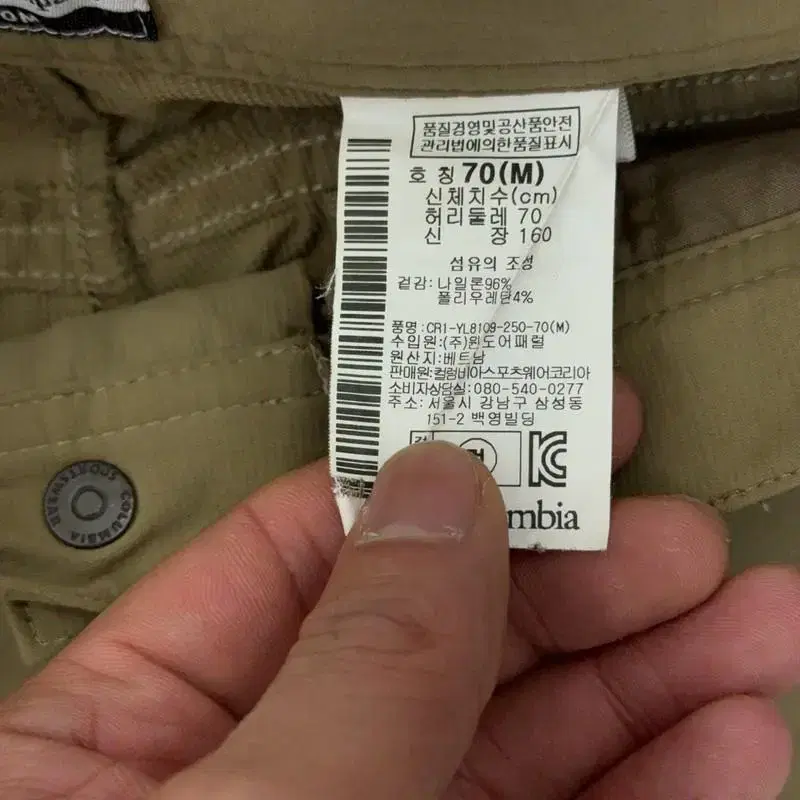 품질경영및공산품안전
관리법에의한품질표시
호 칭 70(M)
신체치수(cm)
허리둘레 70
신 장 160
섬유의 조성
겉감: 나일론96%
폴리우레탄4%
품명:CR1-YL8109-250-70(M)
수입원:(주)윈도어패럴
원산지:베트남
판매원:컬럼비아스포츠웨어코리아
소비자상담실:080-540-0277
주소: 서울시 강남구 삼성동
151-2 백영빌딩
COLUMBIA
SPORTSWEAR